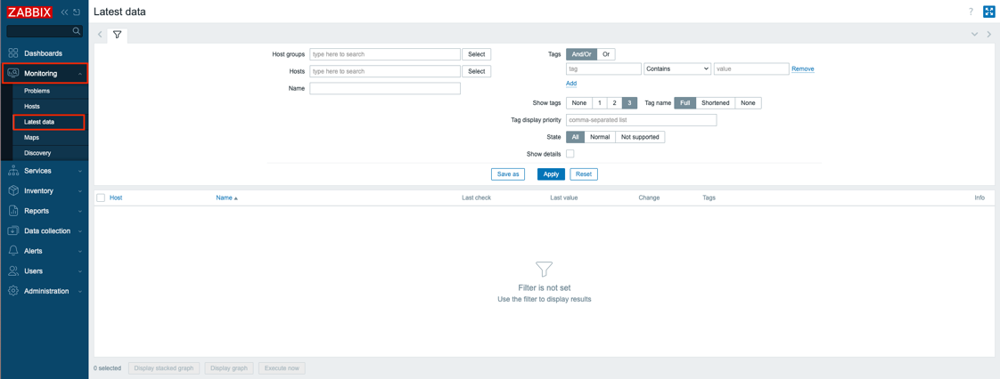 ZABBIX
Latest data
?
Dashboards
Monitoring
Problems
Hosts
Latest data
Maps
Discovery
Services
Inventory
Reports
Data collection
Alerts
Users
Administration
Host groups type here to search Select
Hosts type here to search Select
Name
Tags And/Or Or
tag Contains value Remove
Add
Show tags None 1 2 3 Tag name Full Shortened None
Tag display priority comma-separated list
State All Normal Not supported
Show details
Save as Apply Reset
Host Name Last check Last value Change Tags Info
Filter is not set
Use the filter to display results
0 selected Display stacked graph Display graph Execute now